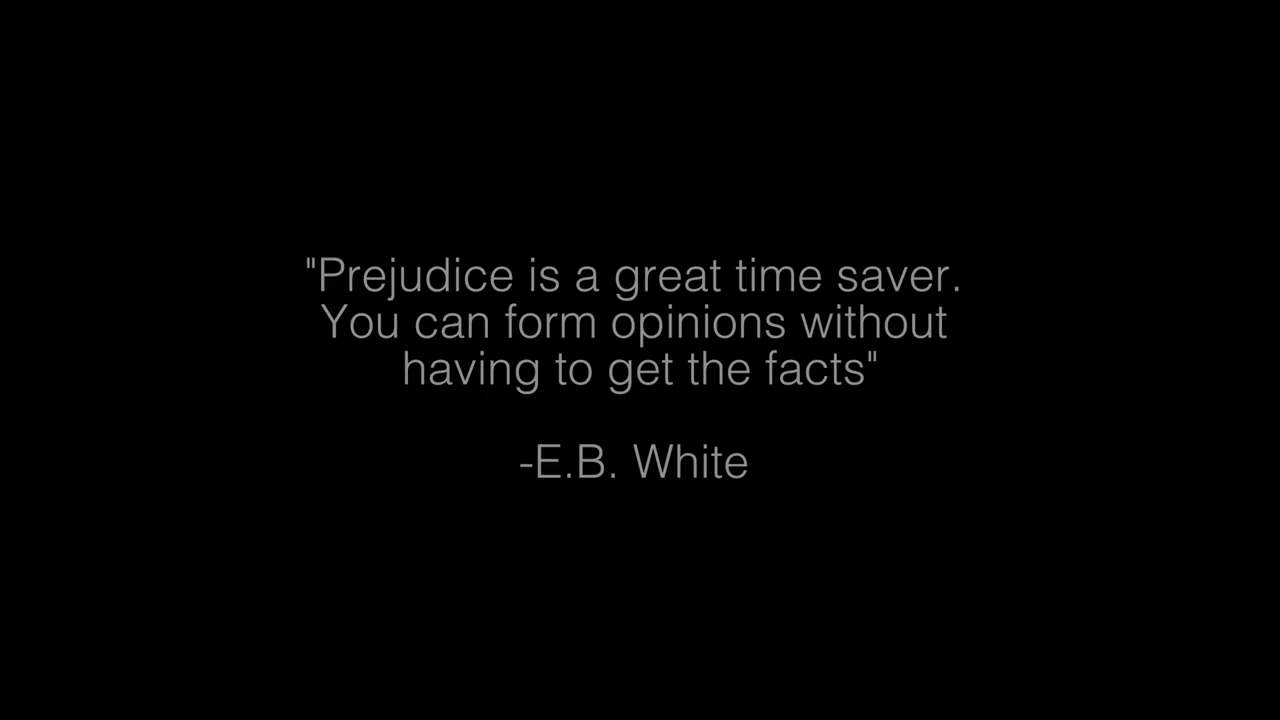 "Prejudice is a great time saver.
You can form opinions without
having to get the facts"
-E.B. White